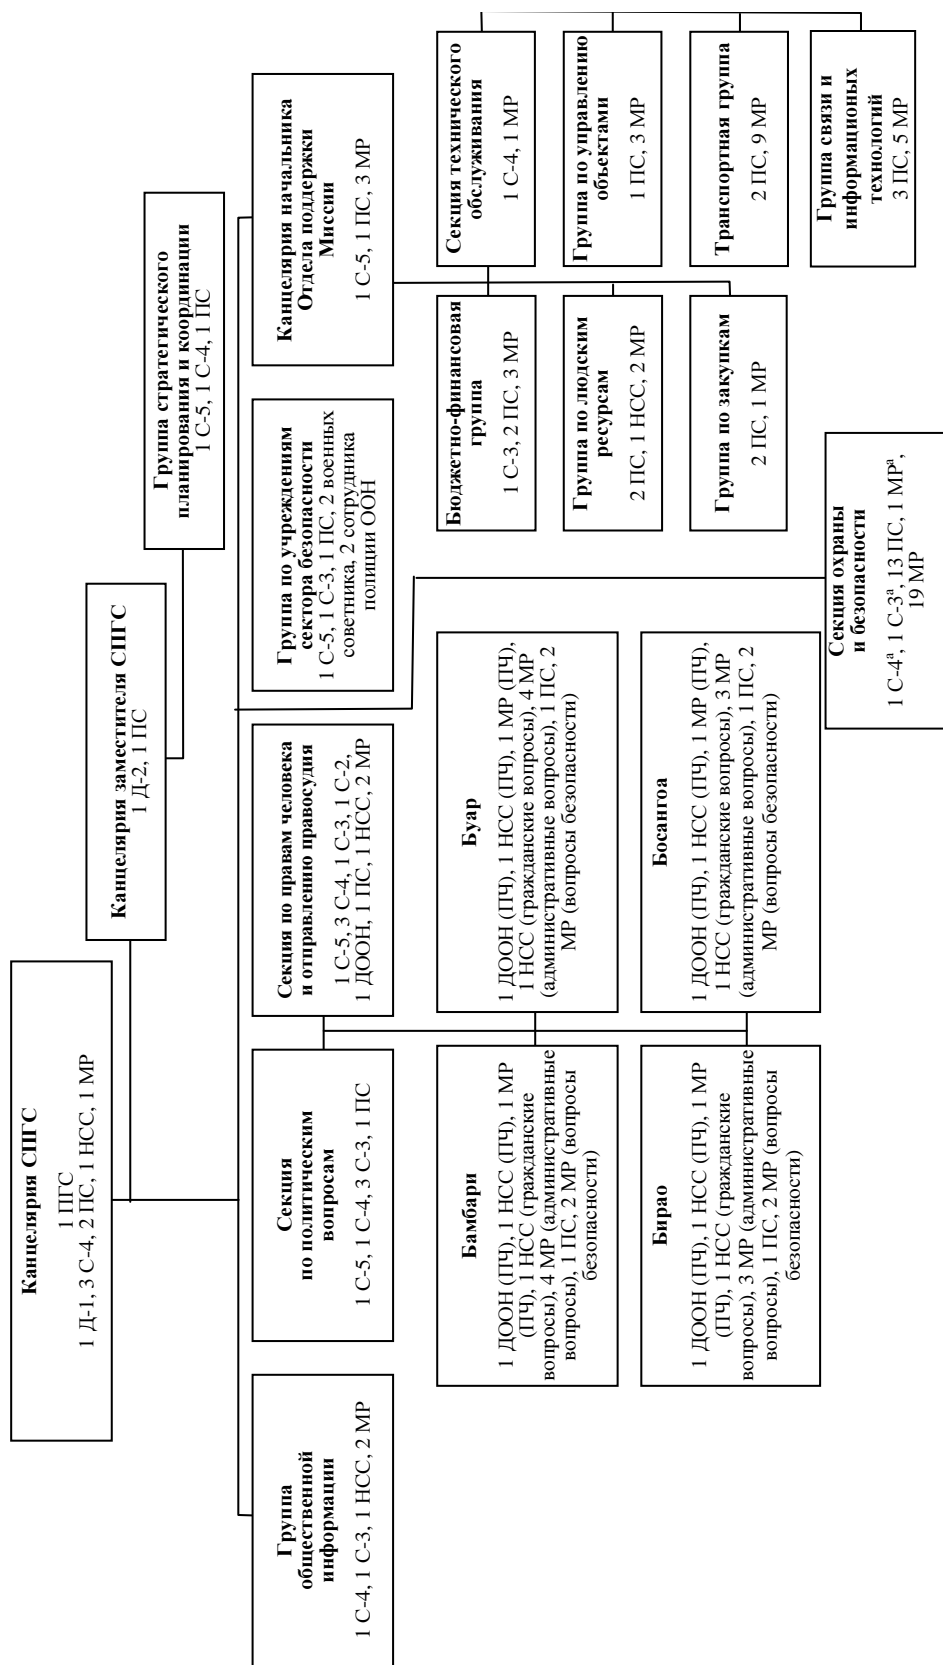 Канцелярия СПГС
1 ПГС
1 Д-1, 3 С-4, 2 ПС, 1 НСС, 1 МР
Канцелярия заместителя СПГС
1 Д-2, 1 ПС
Группа стратегического
планирования и координации
1 С-5, 1 С-4, 1 ПС
Группа
общественной
информации
1 С-4, 1 С-3, 1 НСС, 2 МР
Секция
по политическим
вопросам
1 С-5, 1 С-4, 3 С-3, 1 ПС
Секция по правам человека
и отправлению правосудия
1 С-5, 3 С-4, 1 С-3, 1 С-2,
1 ДООН, 1 ПС, 1 НСС, 2 МР
Группа по учреждениям
сектора безопасности
1 С-5, 1 С-3, 1 ПС, 2 военных
советника, 2 сотрудника
полиции ООН
Канцелярия начальника
Отдела поддержки
Миссии
1 С-5, 1 ПС, 3 МР
Бамбари
1 ДООН (ПЧ), 1 НСС (ПЧ), 1 МР
(ПЧ), 1 НСС (гражданские
вопросы), 4 МР (административные
вопросы), 1 ПС, 2 МР (вопросы
безопасности)
Буар
1 ДООН (ПЧ), 1 НСС (ПЧ), 1 МР (ПЧ),
1 НСС (гражданские вопросы), 4 МР
(административные вопросы), 1 ПС, 2
МР (вопросы безопасности)
Бюджетно-финансовая
группа
1 С-3, 2 ПС, 3 МР
Секция технического
обслуживания
1 С-4, 1 МР
Группа по людским
ресурсам
2 ПС, 1 НСС, 2 МР
Группа по управлению
объектами
1 ПС, 3 МР
Бирао
1 ДООН (ПЧ), 1 НСС (ПЧ), 1 МР
(ПЧ), 1 НСС (гражданские
вопросы), 3 МР (административные
вопросы), 1 ПС, 2 МР (вопросы
безопасности)
Босангоа
1 ДООН (ПЧ), 1 НСС (ПЧ), 1 МР (ПЧ),
1 НСС (гражданские вопросы), 3 МР
(административные вопросы), 1 ПС, 2
МР (вопросы безопасности)
Группа по закупкам
2 ПС, 1 МР
Транспортная группа
2 ПС, 9 МР
Секция охраны
и безопасности
1 С-4ᵃ, 1 С-3ᵃ, 13 ПС, 1 МРᵃ,
19 МР
Группа связи и
информационых
технологий
3 ПС, 5 МР